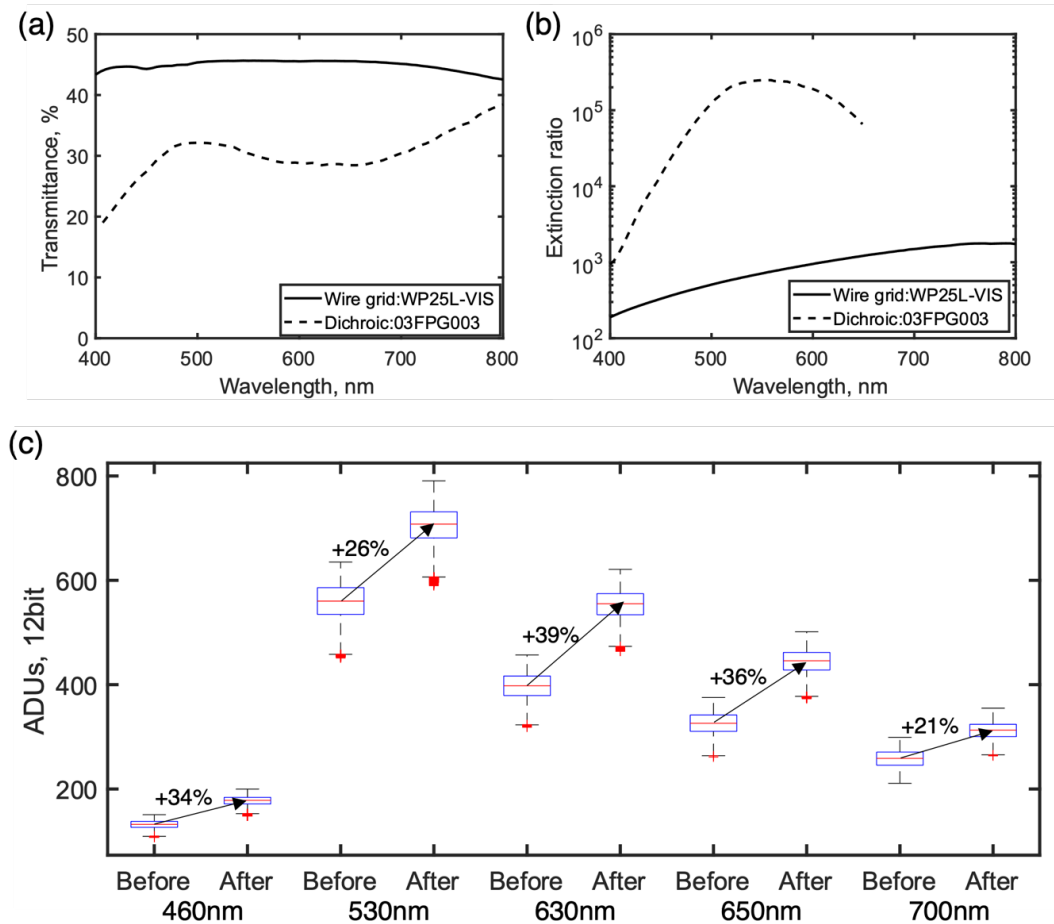 (a)
50
40
30
20
10
0
Transmittance, %
400
500
600
700
800
Wavelength, nm
Wire grid:WP25L-VIS
Dichroic:03FPG003
(b)
10^6
10^5
10^4
10^3
10^2
Extinction ratio
400
500
600
700
800
Wavelength, nm
Wire grid:WP25L-VIS
Dichroic:03FPG003
(c)
800
600
400
200
ADUs, 12bit
+34%
+26%
+39%
+36%
+21%
Before After Before After Before After Before After Before After
460nm 530nm 630nm 650nm 700nm